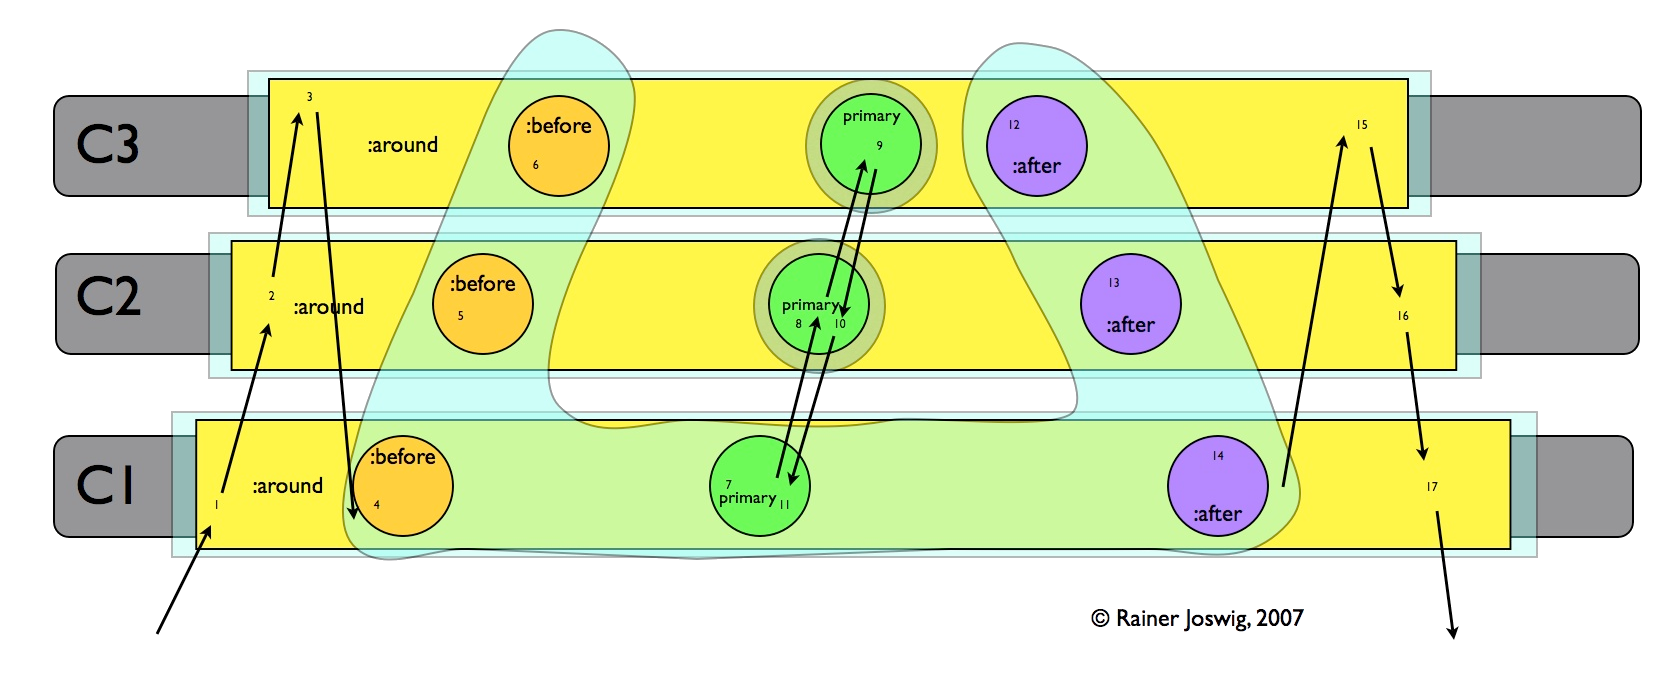 3
C3
:around
:before
6
primary
9
12
:after
15
C2
2
:around
:before
5
primary
8
10
13
:after
16
C1
1
:around
:before
4
7
primary
11
14
:after
17
© Rainer Joswig, 2007